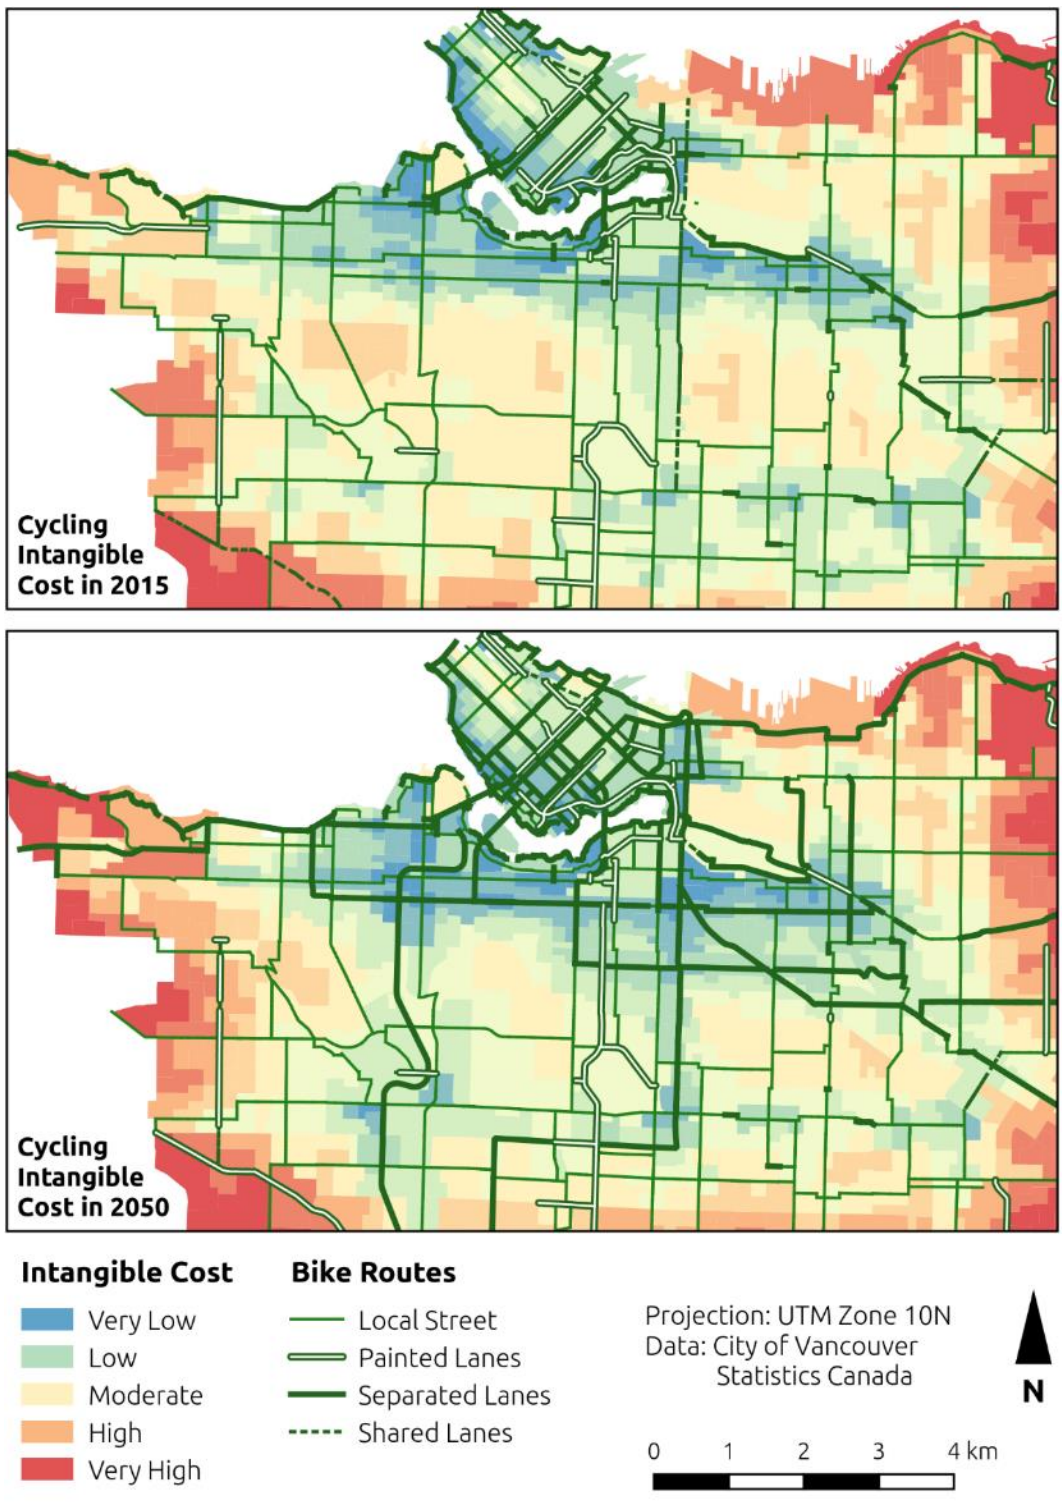 Cycling
Intangible
Cost in 2015
Cycling
Intangible
Cost in 2050
Intangible Cost
Very Low
Low
Moderate
High
Very High
Bike Routes
Local Street
Painted Lanes
Separated Lanes
Shared Lanes
Projection: UTM Zone 10N
Data: City of Vancouver
Statistics Canada
N
0 1 2 3 4 km